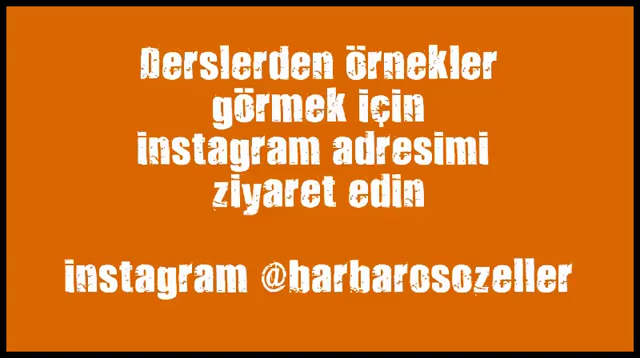 Derslerden örnekler
görmek için
instagram adresimi
ziyaret edin
instagram @barbarosozeller